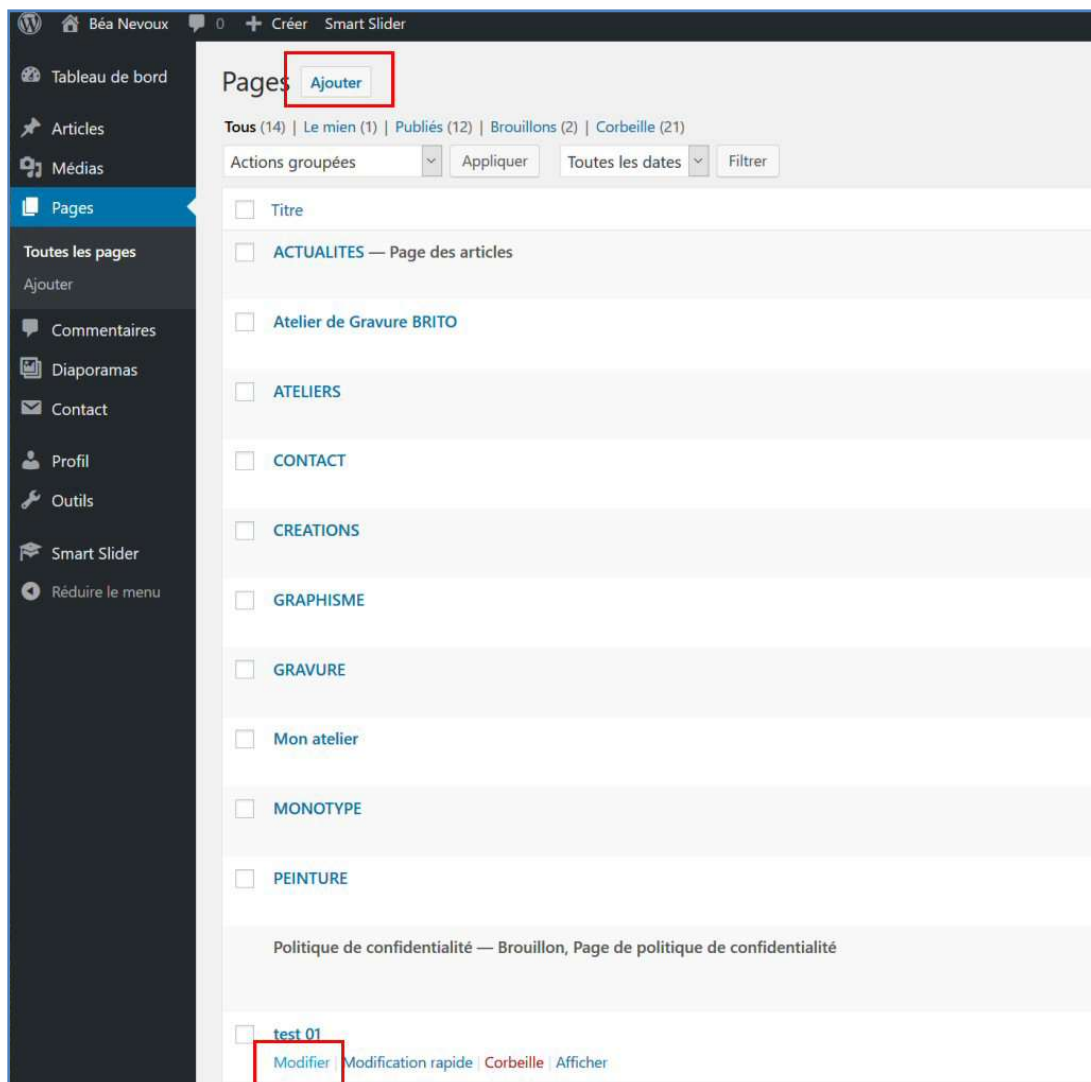 Béa Nevoux 0 Créer Smart Slider
Tableau de bord
Articles
Médias
Pages
Toutes les pages
Ajouter
Commentaires
Diaporamas
Contact
Profil
Outils
Smart Slider
Réduire le menu
Pages Ajouter
Tous (14) | Le mien (1) | Publiés (12) | Brouillons (2) | Corbeille (21)
Actions groupées Appliquer Toutes les dates Filtrer
Titre
ACTUALITES — Page des articles
Atelier de Gravure BRITO
ATELIERS
CONTACT
CREATIONS
GRAPHISME
GRAVURE
Mon atelier
MONOTYPE
PEINTURE
Politique de confidentialité — Brouillon, Page de politique de confidentialité
test 01
Modifier | Modification rapide | Corbeille | Afficher